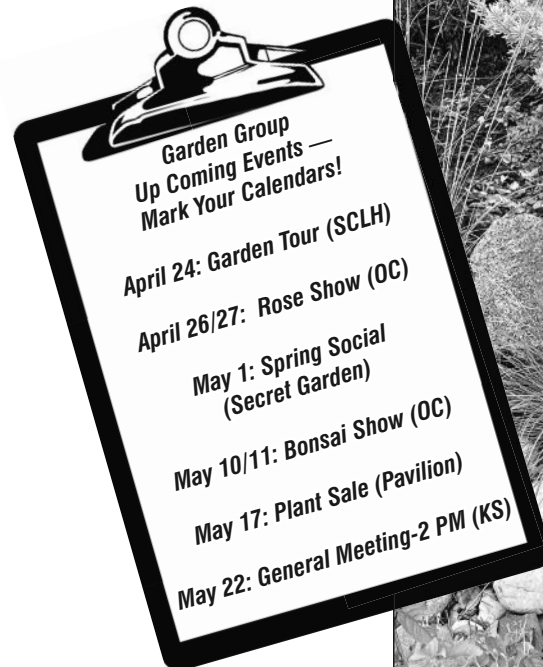 Garden Group
Up Coming Events —
Mark Your Calendars!
April 24: Garden Tour (SCLH)
April 26/27: Rose Show (OC)
May 1: Spring Social
(Secret Garden)
May 10/11: Bonsai Show (OC)
May 17: Plant Sale (Pavilion)
May 22: General Meeting-2 PM (KS)